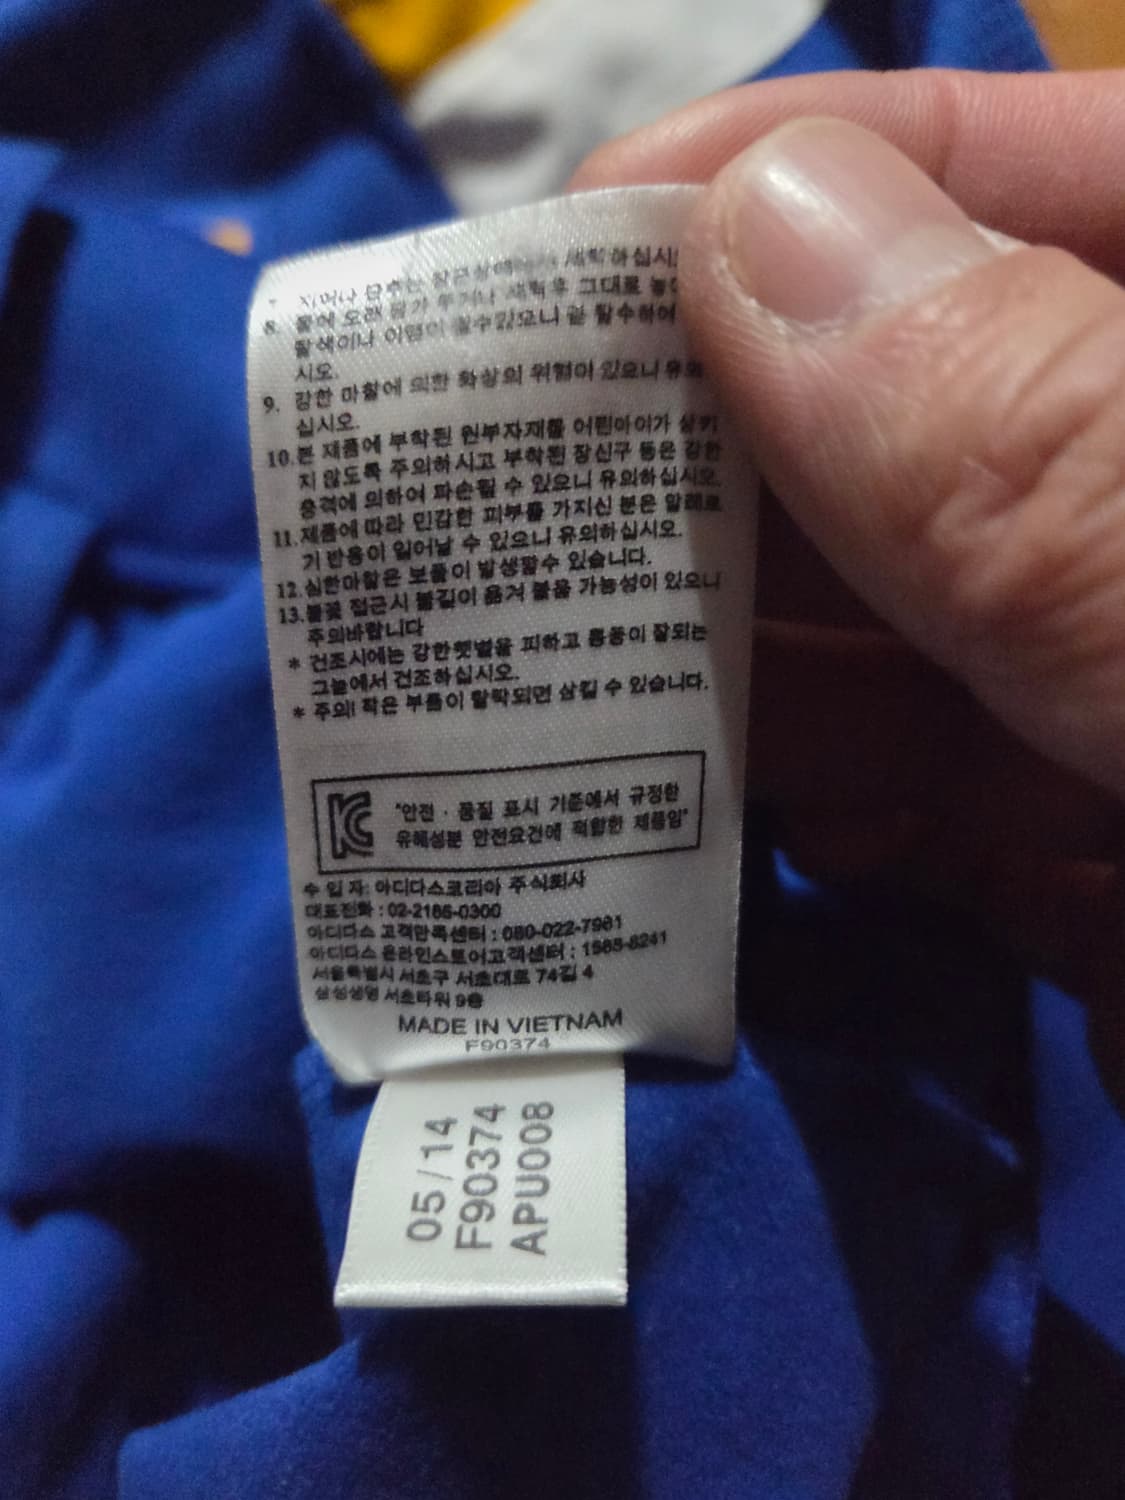 세탁하십시오
8. 물에 오래 담가 두거나 세탁후 그대로
탈색이나 이염이 될수있으니 곧 탈수하여
시오.
9. 강한 마찰에 의한 화상의 위험이 있으니 유의
십시오.
10.본 제품에 부착된 원부자재를 어린아이가 삼키
지 않도록 주의하시고 부착된 장신구 등은 강한
충격에 의하여 파손될 수 있으니 유의하십시오.
11.제품에 따라 민감한 피부를 가지신 분은 알레르
기 반응이 일어날 수 있으니 유의하십시오.
12.심한마찰은 보풀이 발생할수 있습니다.
13.불꽃 접근시 불길이 옮겨 붙을 가능성이 있으니
주의바랍니다
* 건조시에는 강한햇볕을 피하고 통풍이 잘되는
그늘에서 건조하십시오.
* 주의! 작은 부품이 탈락되면 삼킬 수 있습니다.
KC
"안전 · 품질 표시 기준에서 규정한
유해성분 안전요건에 적합한 제품임"
수 입 자: 아디다스코리아 주식회사
대표전화 : 02-2186-0300
아디다스 고객만족센터 : 080-022-7961
아디다스 온라인스토어고객센터 : 1588-8241
서울특별시 서초구 서초대로 74길 4
삼성생명 서초타워 9층
MADE IN VIETNAM
F90374
05/14
F90374
APU008